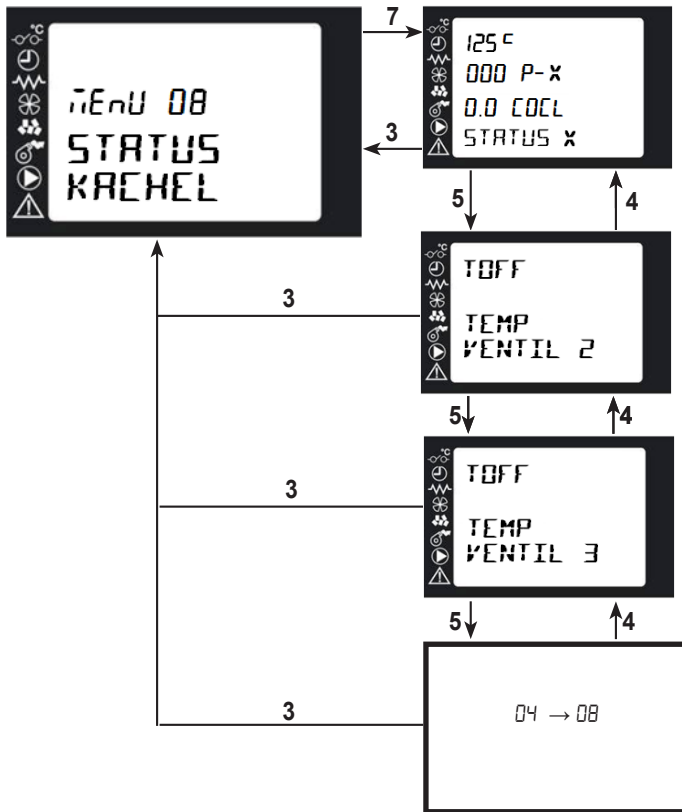 °C
MENU 08
STATUS
KACHEL
7
3
°C
125 c
000 P-X
0.0 COCL
STATUS X
5
4
°C
TOFF
TEMP
VENTIL 2
3
5
4
°C
TOFF
TEMP
VENTIL 3
3
5
4
04 → 08
3